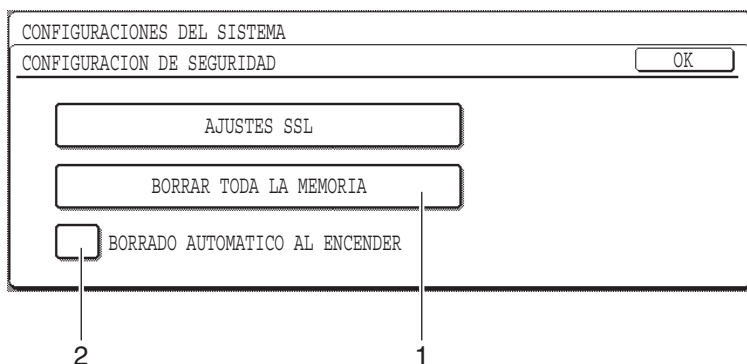 CONFIGURACIONES DEL SISTEMA
CONFIGURACION DE SEGURIDAD
OK
AJUSTES SSL
BORRAR TODA LA MEMORIA
BORRADO AUTOMATICO AL ENCENDER
2
1